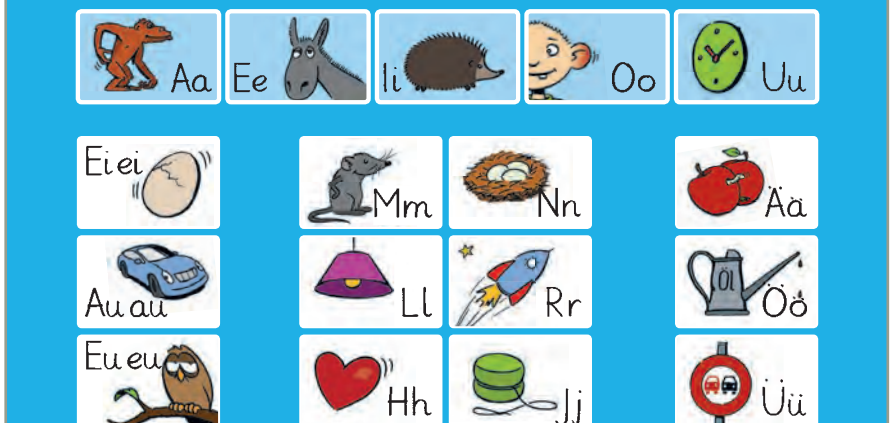 Aa
Ee
Ii
Oo
Uu
Ei ei
Mm
Nn
Ää
Au au
Ll
Rr
Öl
Öö
Eu eu
Hh
Jj
Üü